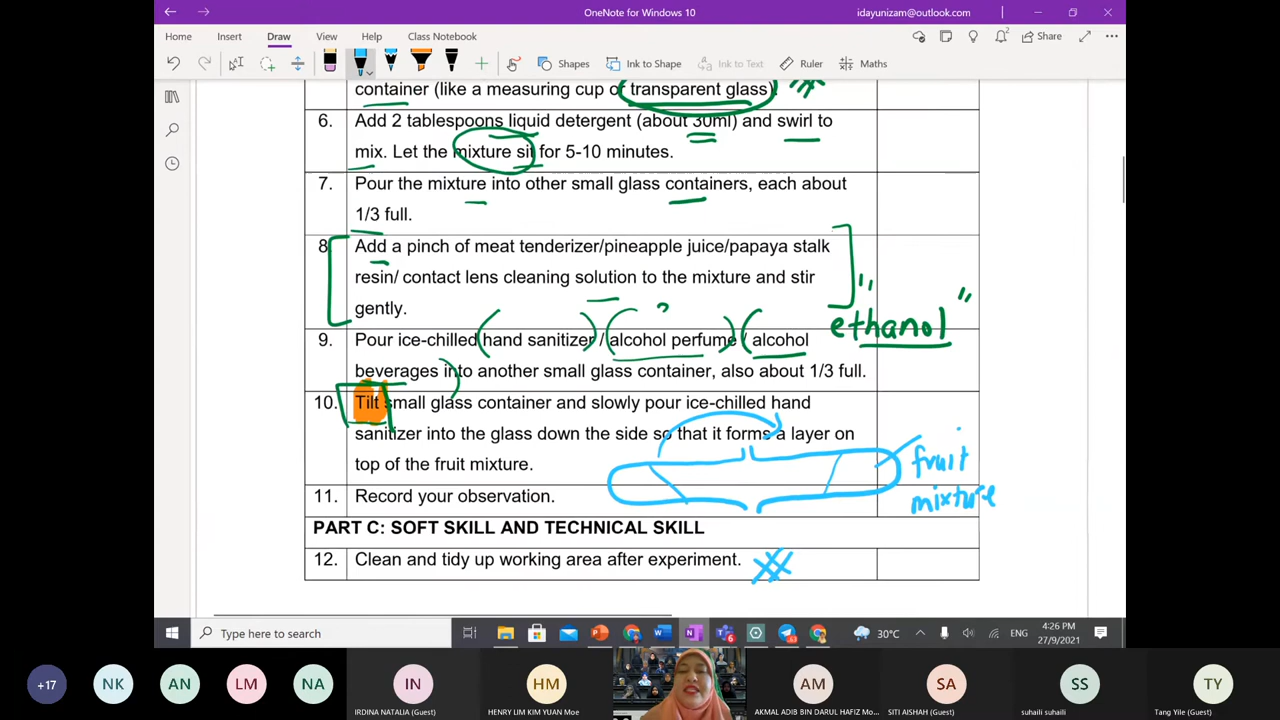 OneNote for Windows 10
idayunizam@outlook.com
Home Insert Draw View Help Class Notebook
Share
Shapes Ink to Shape Ink to Text Ruler Maths
container (like a measuring cup or transparent glass).
6. Add 2 tablespoons liquid detergent (about 30ml) and swirl to
mix. Let the mixture sit for 5-10 minutes.
7. Pour the mixture into other small glass containers, each about
1/3 full.
8 Add a pinch of meat tenderizer/pineapple juice/papaya stalk
resin/ contact lens cleaning solution to the mixture and stir
gently.
"ethanol"
9. Pour ice-chilled hand sanitizer / alcohol perfume / alcohol
?
beverages into another small glass container, also about 1/3 full.
10. Tilt small glass container and slowly pour ice-chilled hand
sanitizer into the glass down the side so that it forms a layer on
top of the fruit mixture.
fruit
mixture
11. Record your observation.
PART C: SOFT SKILL AND TECHNICAL SKILL
12. Clean and tidy up working area after experiment.
Type here to search
30°C
ENG
4:26 PM
27/9/2021
+17 NK AN LM NA IN HM AM SA SS TY
IRDINA NATALIA (Guest) HENRY LIM KIM YUAN Moe AKMAL ADIB BIN DARUL HAFIZ Mo... SITI AISHAH (Guest) suhaili suhaili Tang Yile (Guest)